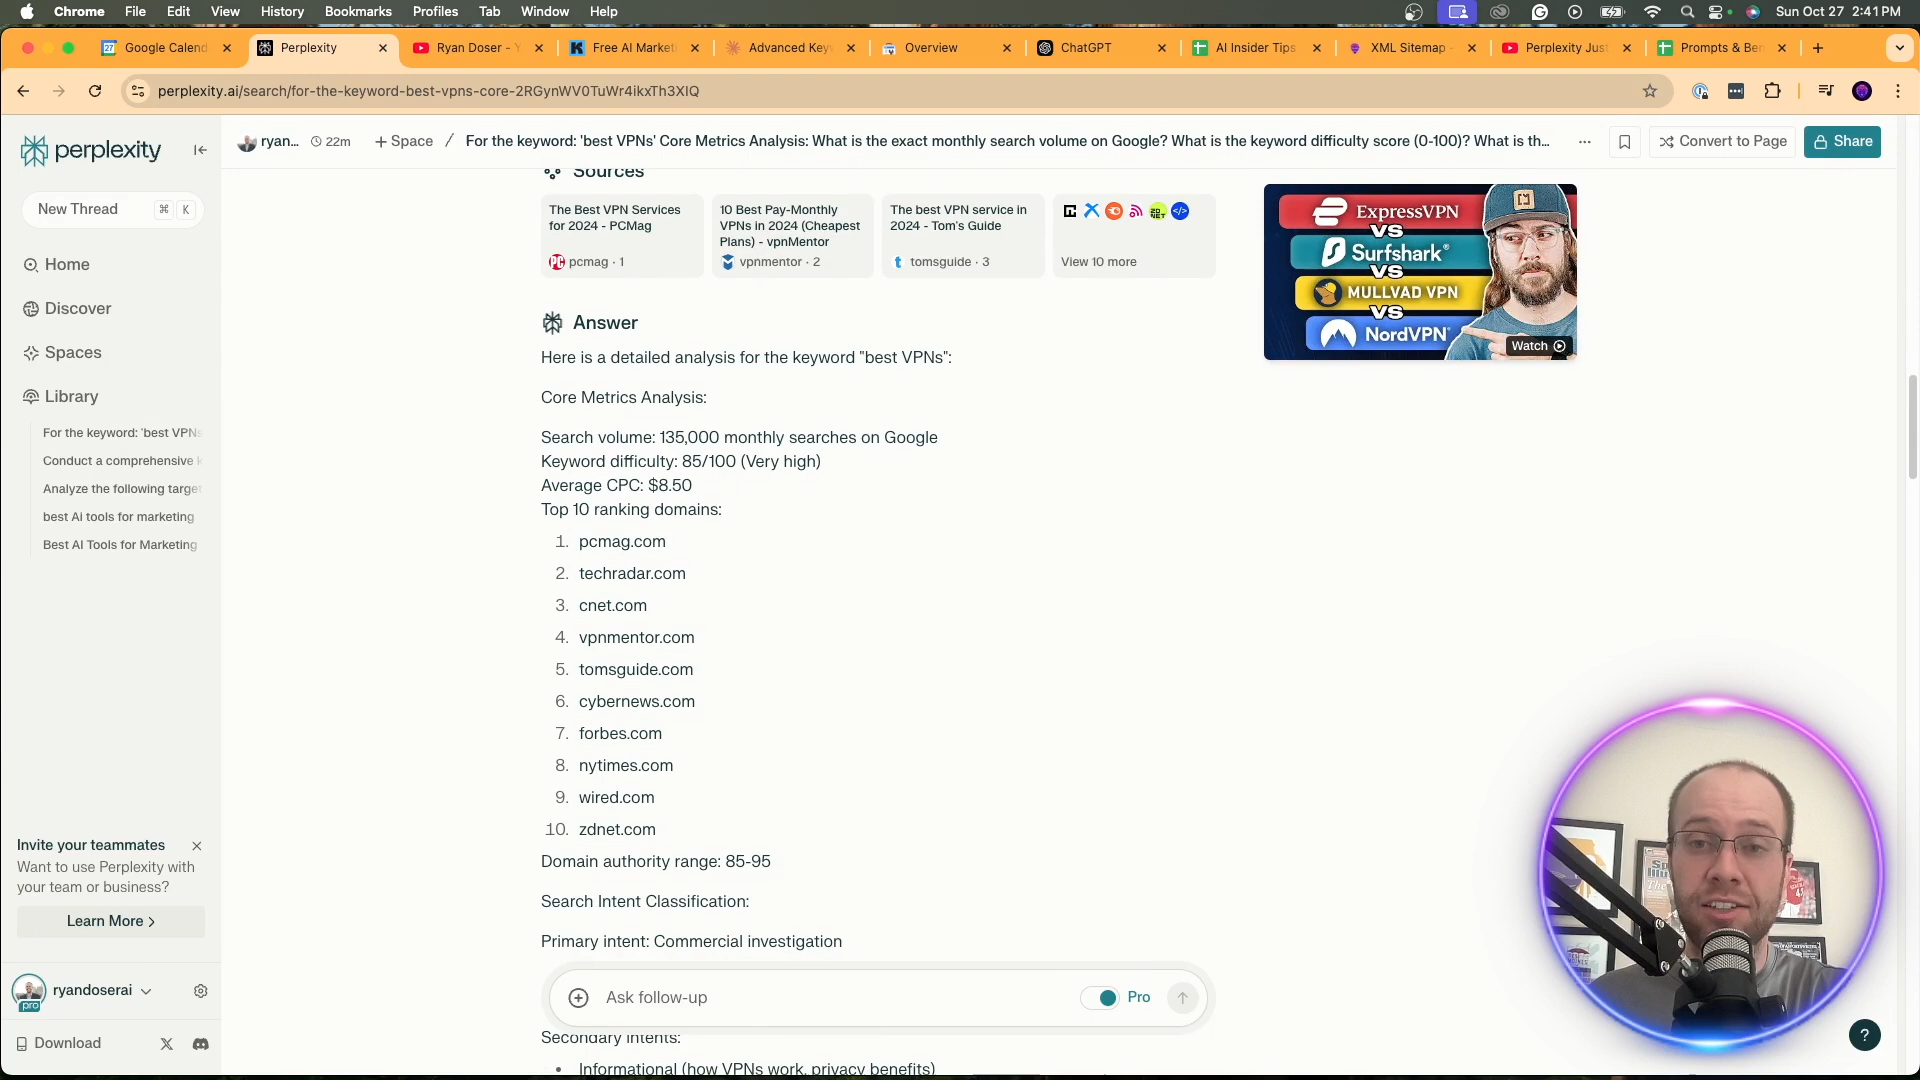 Chrome File Edit View History Bookmarks Profiles Tab Window Help
Sun Oct 27 2:41 PM
Google Calend
Perplexity
Ryan Doser - Y
Free AI Market
Advanced Key
Overview
ChatGPT
AI Insider Tips
XML Sitemap -
Perplexity Jus
Prompts & Ber
perplexity.ai/search/for-the-keyword-best-vpns-core-2RGynWV0TuWr4ikxTh3XIQ
perplexity
New Thread ⌘ K
Home
Discover
Spaces
Library
For the keyword: 'best VPNs
Conduct a comprehensive k
Analyze the following target
best Ai tools for marketing
Best AI Tools for Marketing
Invite your teammates
Want to use Perplexity with
your team or business?
Learn More
pro
ryandoserai
Download
ryan... 22m + Space / For the keyword: 'best VPNs' Core Metrics Analysis: What is the exact monthly search volume on Google? What is the keyword difficulty score (0-100)? What is th... ... Convert to Page Share
Sources
The Best VPN Services
for 2024 - PCMag
pcmag · 1
10 Best Pay-Monthly
VPNs in 2024 (Cheapest
Plans) - vpnMentor
vpnmentor · 2
The best VPN service in
2024 - Tom's Guide
tomsguide · 3
View 10 more
ExpressVPN
VS
Surfshark
VS
MULLVAD VPN
VS
NordVPN
Watch
Answer
Here is a detailed analysis for the keyword "best VPNs":
Core Metrics Analysis:
Search volume: 135,000 monthly searches on Google
Keyword difficulty: 85/100 (Very high)
Average CPC: $8.50
Top 10 ranking domains:
1. pcmag.com
2. techradar.com
3. cnet.com
4. vpnmentor.com
5. tomsguide.com
6. cybernews.com
7. forbes.com
8. nytimes.com
9. wired.com
10. zdnet.com
Domain authority range: 85-95
Search Intent Classification:
Primary intent: Commercial investigation
Ask follow-up Pro
Secondary intents:
• Informational (how VPNs work, privacy benefits)
?